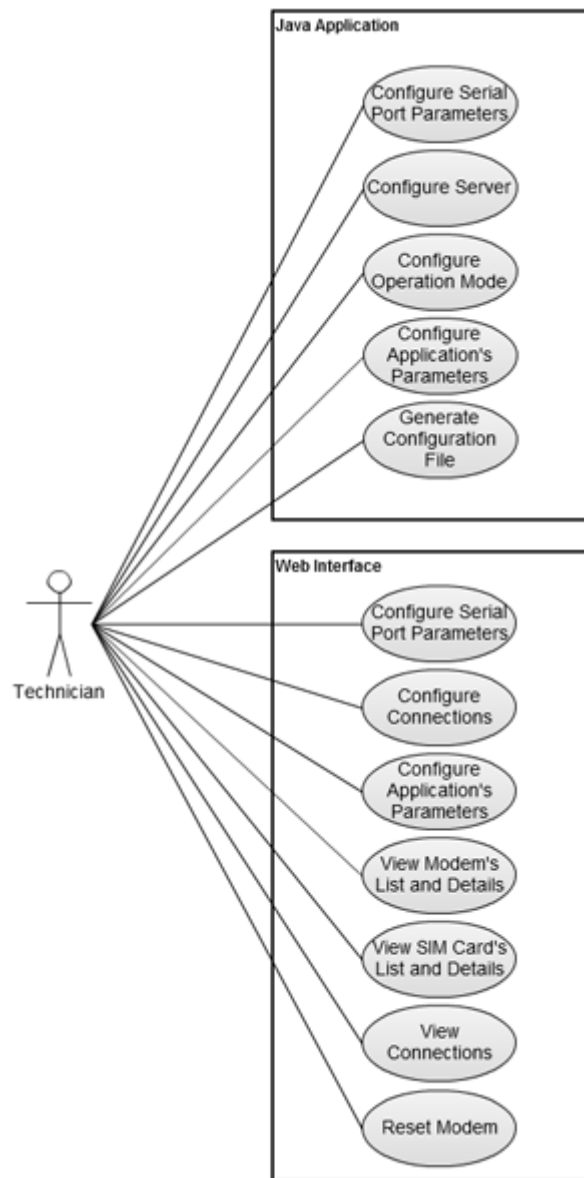 Java Application
Configure Serial
Port Parameters
Configure Server
Configure
Operation Mode
Configure
Application's
Parameters
Generate
Configuration
File
Web Interface
Configure Serial
Port Parameters
Technician
Configure
Connections
Configure
Application's
Parameters
View Modem's
List and Details
View SIM Card's
List and Details
View
Connections
Reset Modem